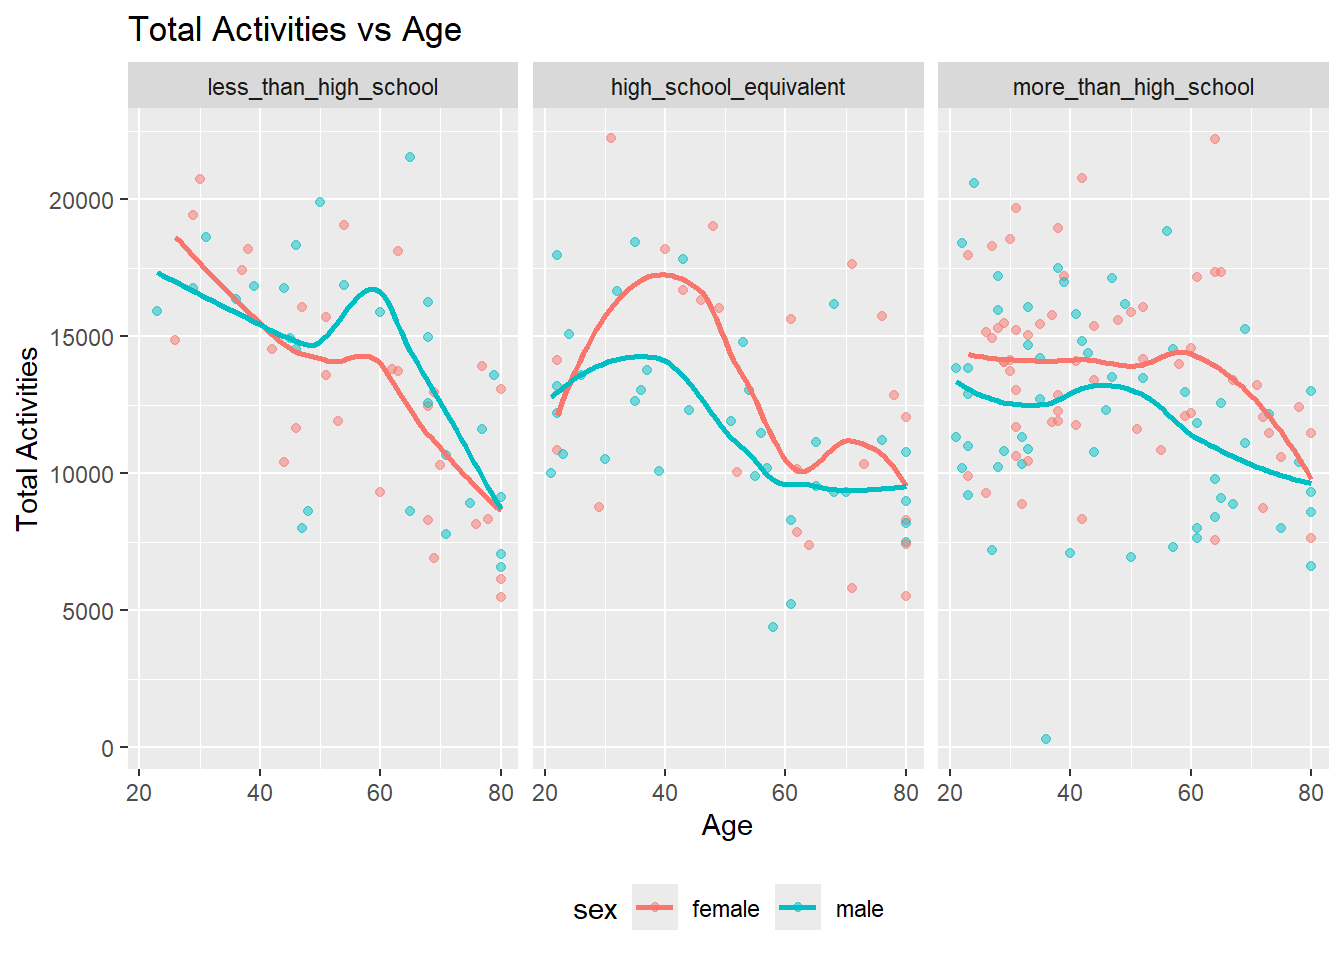 Total Activities vs Age
less_than_high_school high_school_equivalent more_than_high_school
Total Activities
20000
15000
10000
5000
0
20 40 60 80 20 40 60 80 20 40 60 80
Age
sex female male